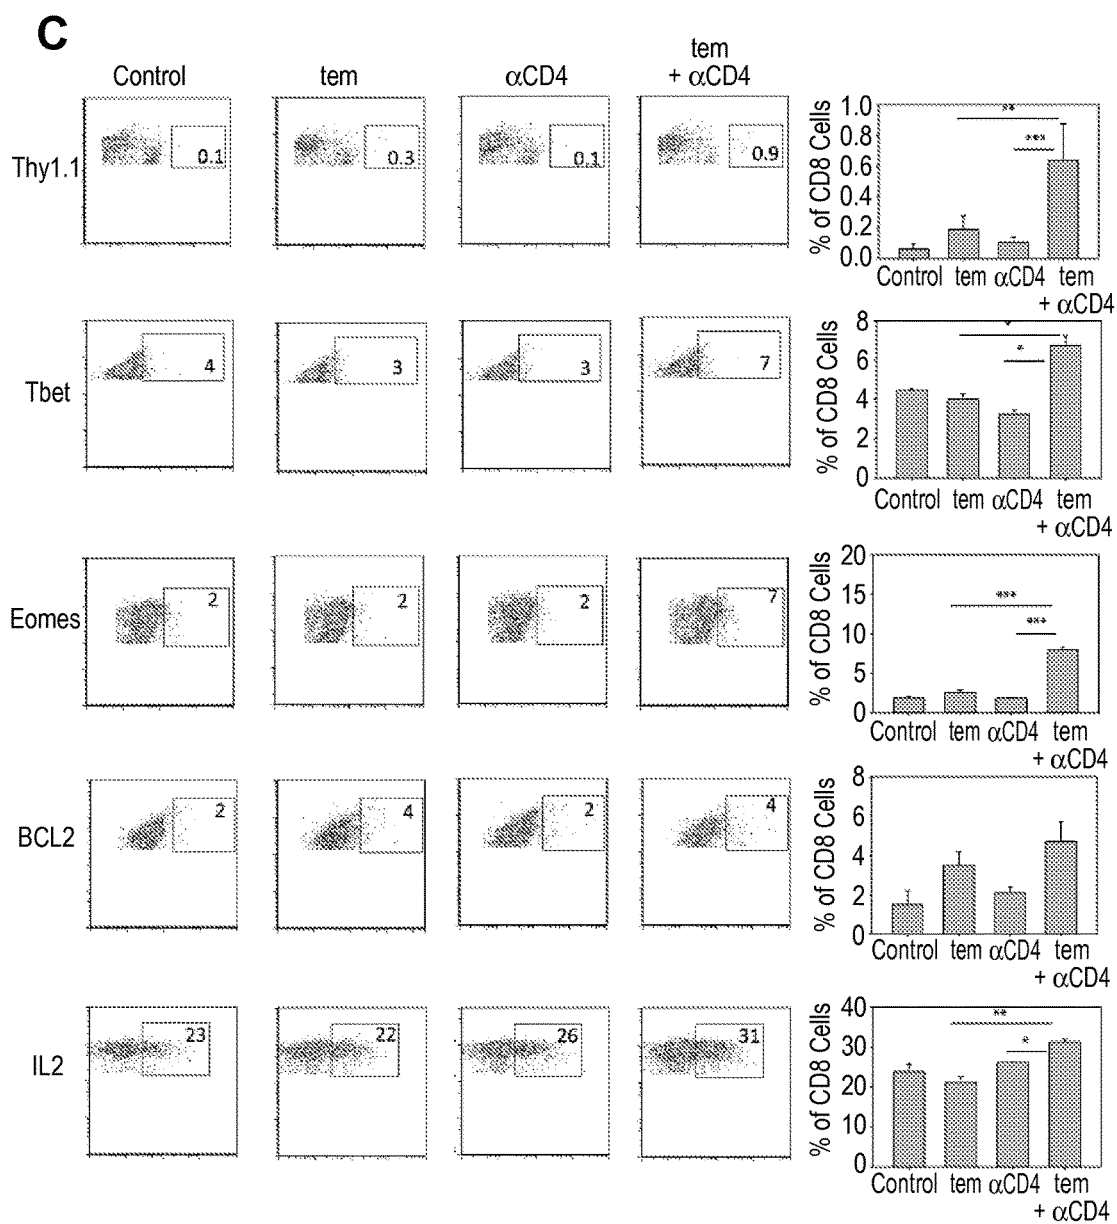 C
Control tem αCD4 tem
+ αCD4
Thy1.1
0.1 0.3 0.1 0.9
% of CD8 Cells
1.0
0.8
0.6
0.4
0.2
0.0
** 
***
Control tem αCD4 tem
+ αCD4
Tbet
4 3 3 7
% of CD8 Cells
8
6
4
2
0
*
*
Control tem αCD4 tem
+ αCD4
Eomes
2 2 2 7
% of CD8 Cells
20
15
10
5
0
***
***
Control tem αCD4 tem
+ αCD4
BCL2
2 4 2 4
% of CD8 Cells
8
6
4
2
0
Control tem αCD4 tem
+ αCD4
IL2
23 22 26 31
% of CD8 Cells
40
30
20
10
0
**
*
Control tem αCD4 tem
+ αCD4